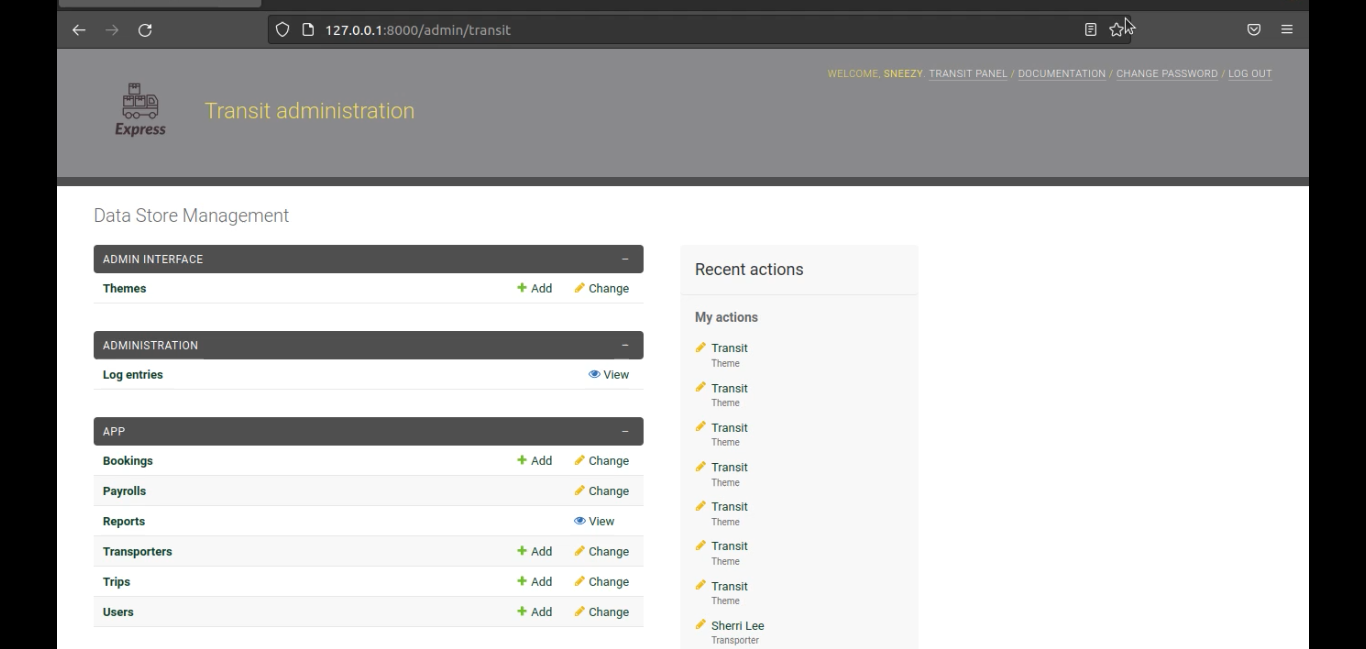 127.0.0.1:8000/admin/transit
WELCOME, SNEEZY. TRANSIT PANEL / DOCUMENTATION / CHANGE PASSWORD / LOG OUT
Express
Transit administration
Data Store Management
ADMIN INTERFACE –
Themes + Add Change
ADMINISTRATION –
Log entries View
APP –
Bookings + Add Change
Payrolls Change
Reports View
Transporters + Add Change
Trips + Add Change
Users + Add Change
Recent actions
My actions
Transit
Theme
Transit
Theme
Transit
Theme
Transit
Theme
Transit
Theme
Transit
Theme
Transit
Theme
Sherri Lee
Transporter